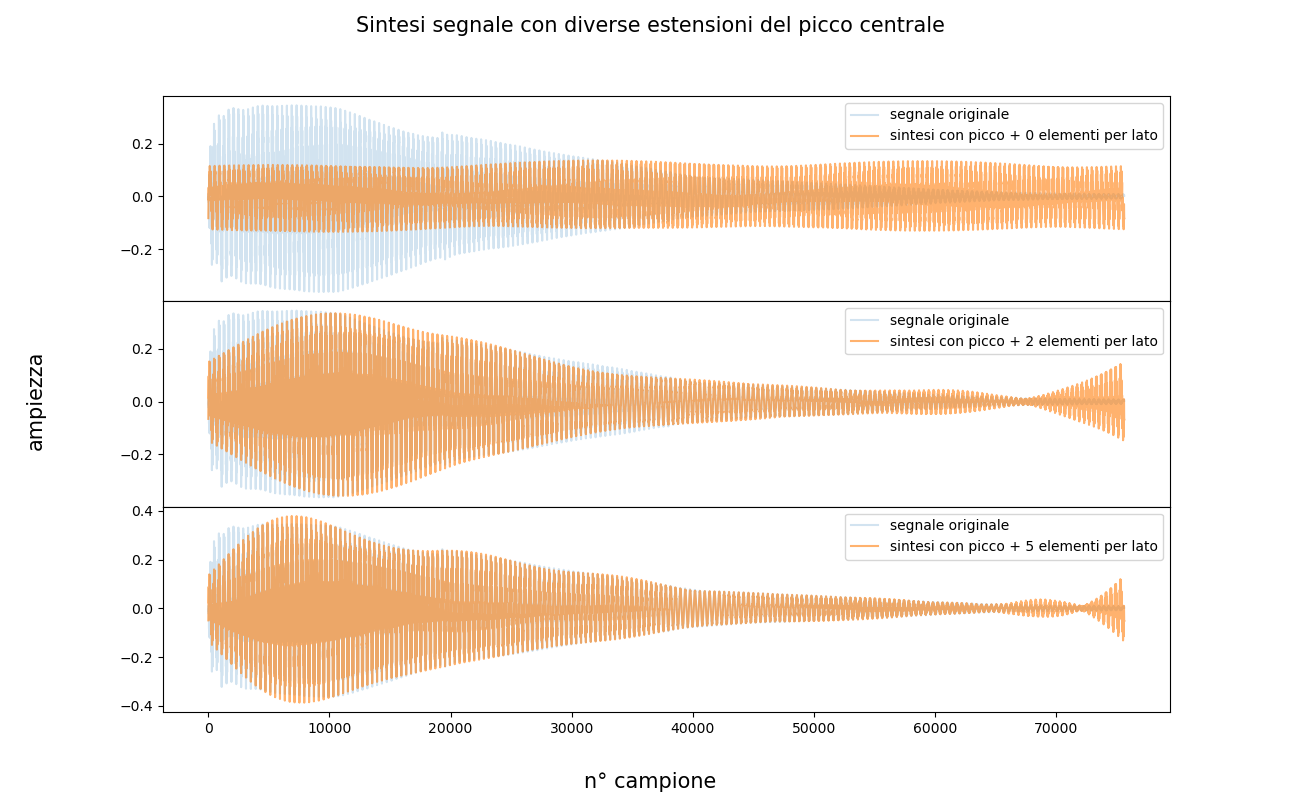 Sintesi segnale con diverse estensioni del picco centrale
segnale originale
sintesi con picco + 0 elementi per lato
0.2
0.0
−0.2
segnale originale
sintesi con picco + 2 elementi per lato
0.2
0.0
−0.2
ampiezza
segnale originale
sintesi con picco + 5 elementi per lato
0.4
0.2
0.0
−0.2
−0.4
0 10000 20000 30000 40000 50000 60000 70000
n° campione